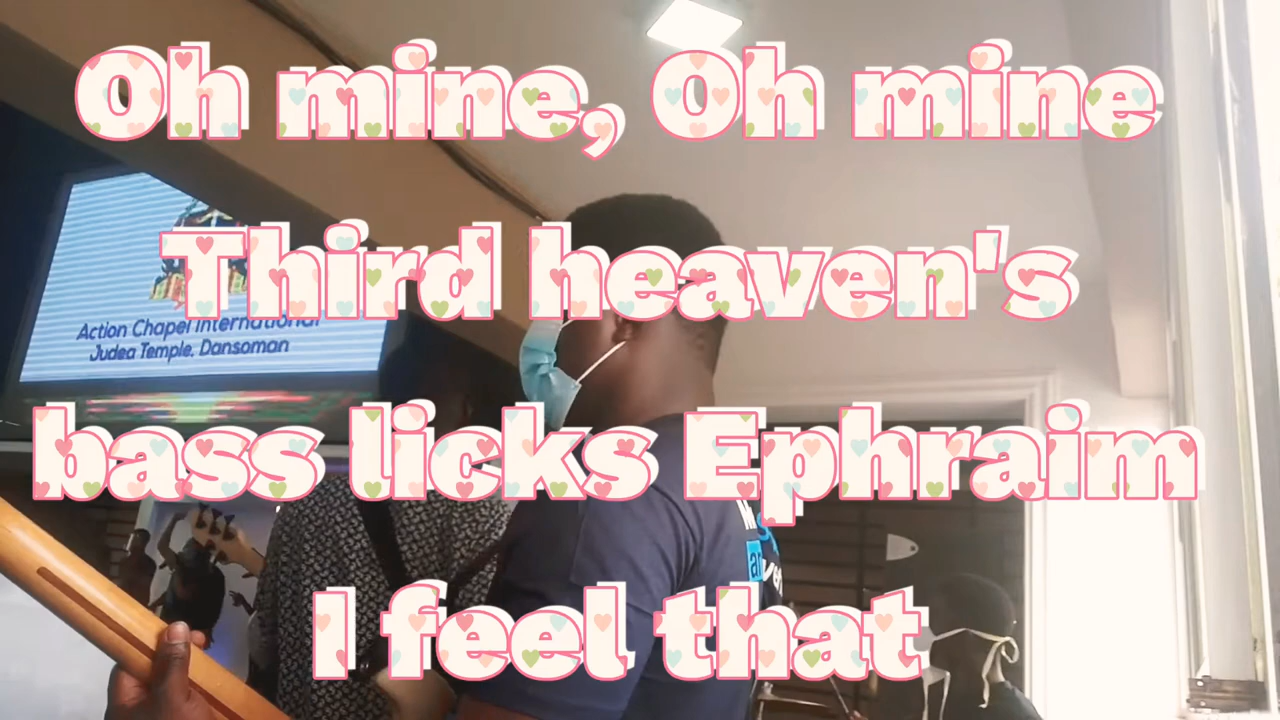 Oh mine, Oh mine
Third heaven's
Action Chapel International
Judea Temple, Dansoman
bass licks Ephraim
I feel that